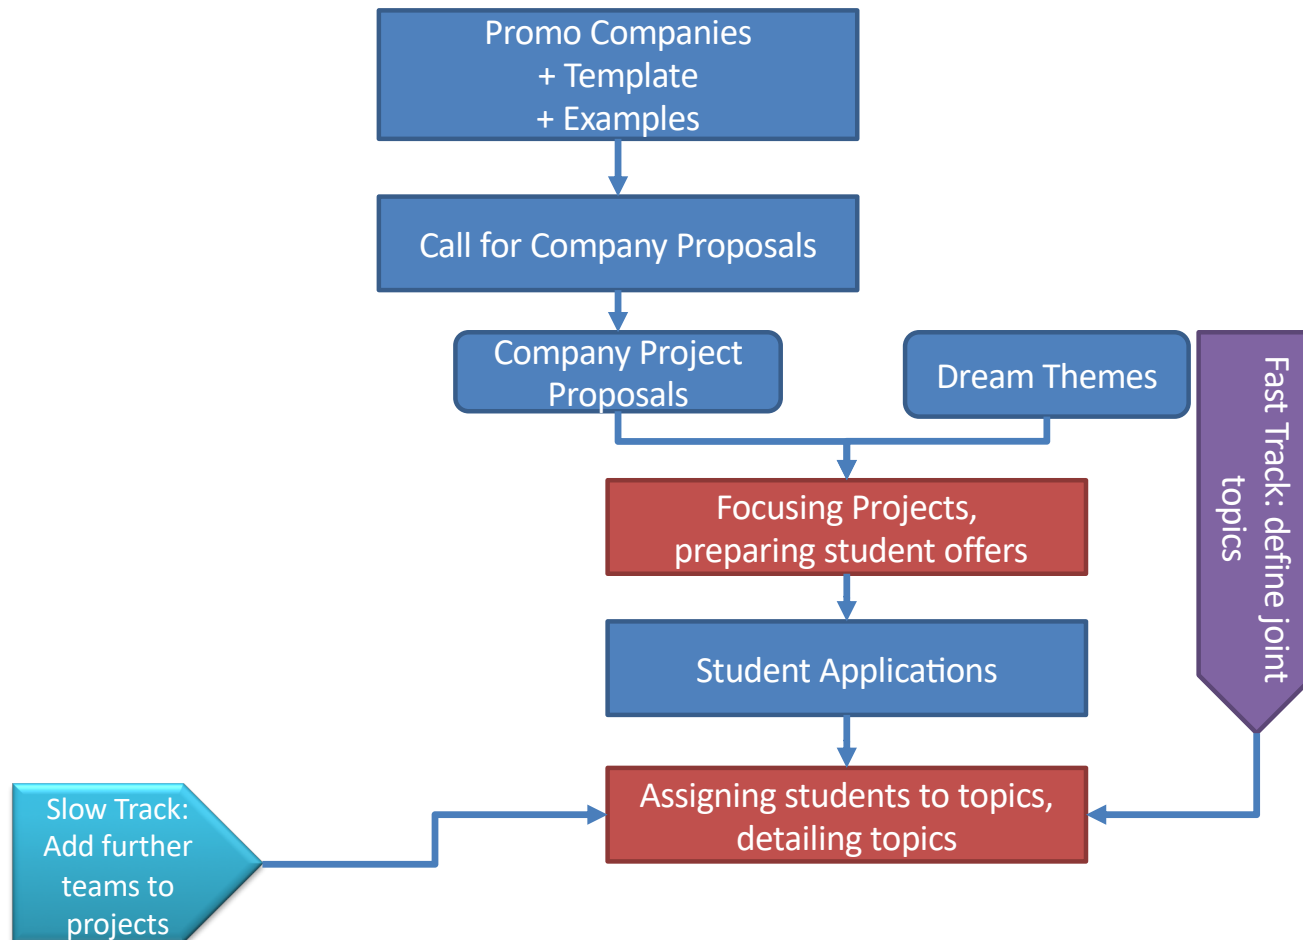 Promo Companies
+ Template
+ Examples
Call for Company Proposals
Company Project
Proposals
Dream Themes
Fast Track: define joint
topics
Focusing Projects,
preparing student offers
Student Applications
Assigning students to topics,
detailing topics
Slow Track:
Add further
teams to
projects